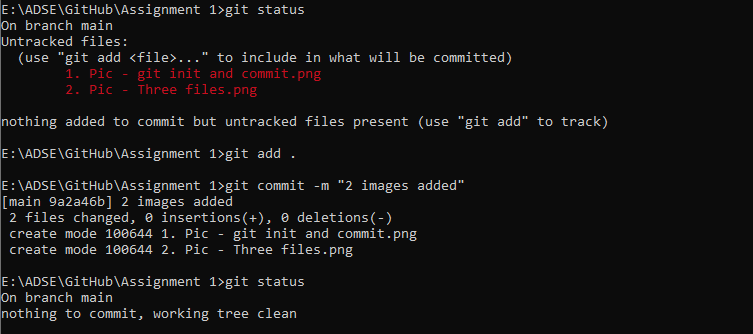 E:\ADSE\GitHub\Assignment 1>git status
On branch main
Untracked files:
  (use "git add <file>..." to include in what will be committed)
        1. Pic - git init and commit.png
        2. Pic - Three files.png

nothing added to commit but untracked files present (use "git add" to track)

E:\ADSE\GitHub\Assignment 1>git add .

E:\ADSE\GitHub\Assignment 1>git commit -m "2 images added"
[main 9a2a46b] 2 images added
 2 files changed, 0 insertions(+), 0 deletions(-)
 create mode 100644 1. Pic - git init and commit.png
 create mode 100644 2. Pic - Three files.png

E:\ADSE\GitHub\Assignment 1>git status
On branch main
nothing to commit, working tree clean